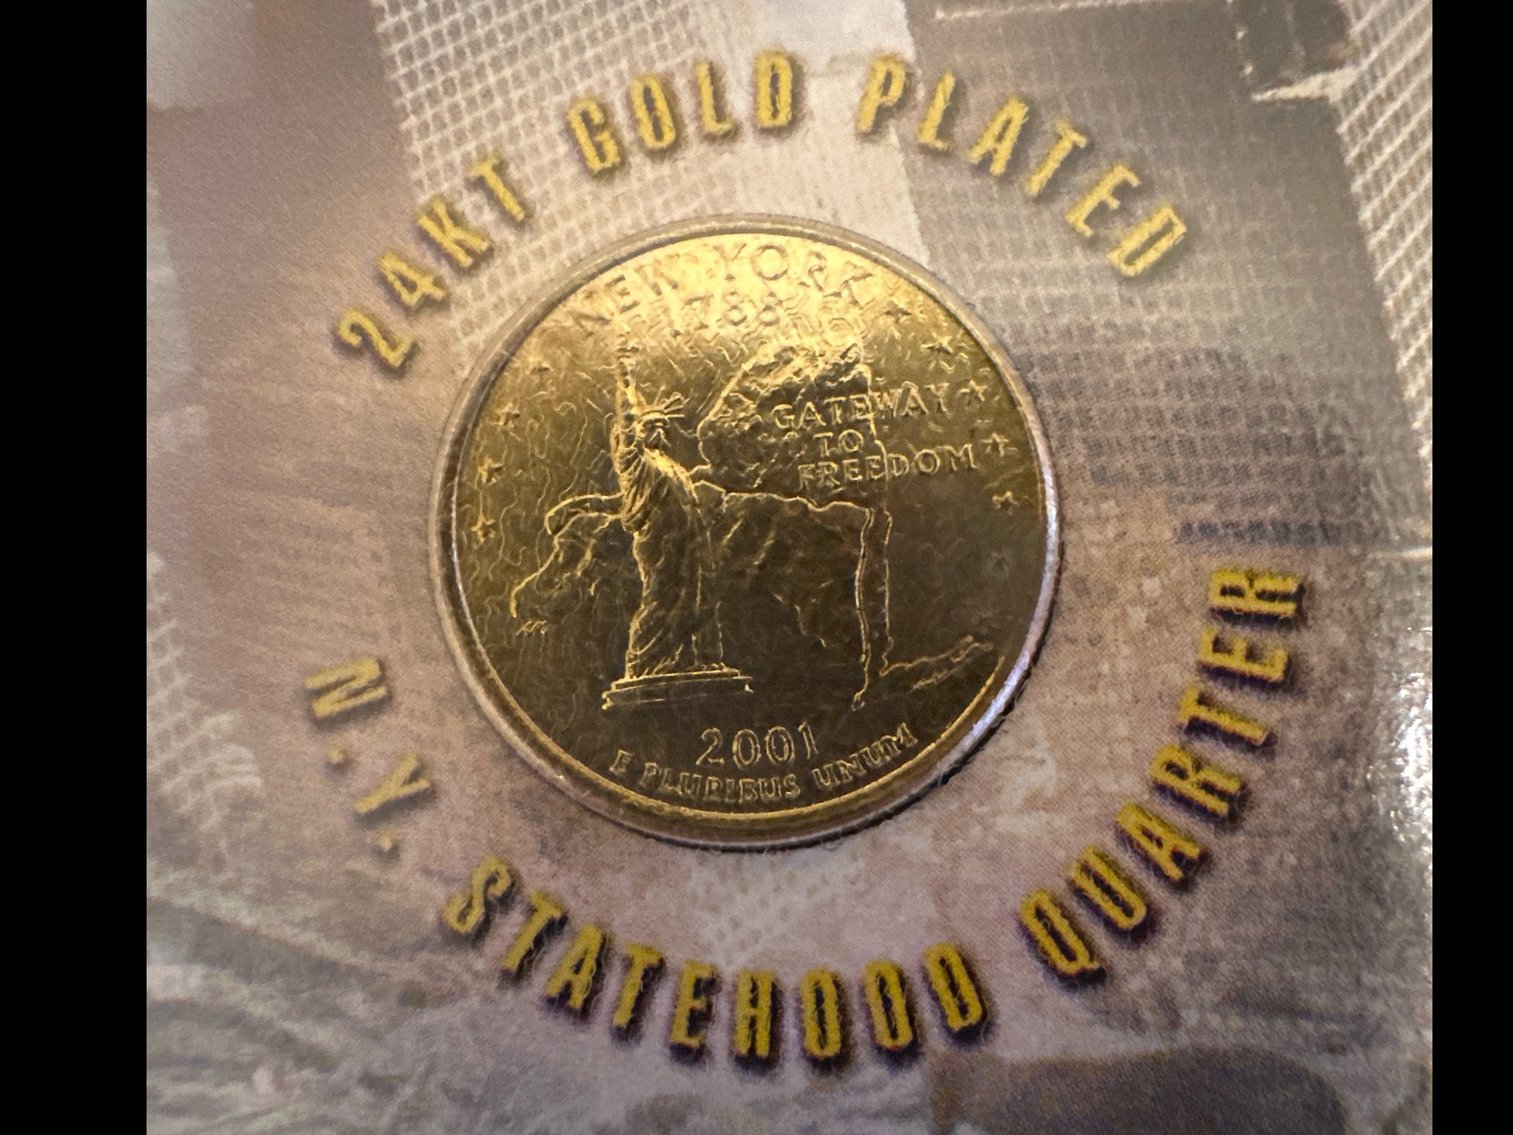 24KT GOLD PLATED
NEW YORK
1788
GATEWAY
TO
FREEDOM
2001
E PLURIBUS UNUM
N.Y. STATEHOOD QUARTER